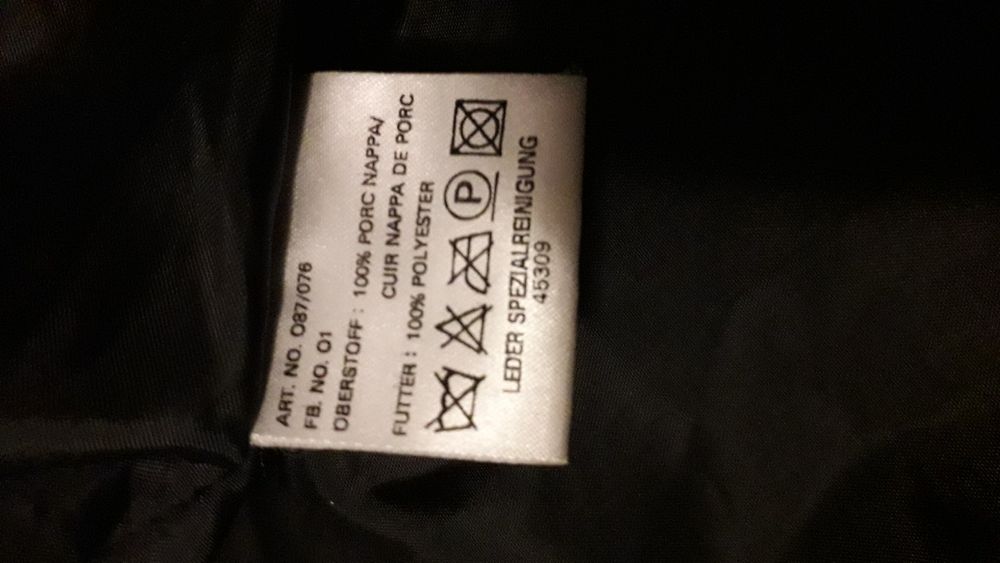 ART. NO. 087/076
FB. NO. 01
OBERSTOFF : 100% PORC NAPPA/
CUIR NAPPA DE PORC
FUTTER : 100% POLYESTER
P
LEDER SPEZIALREINIGUNG
45309